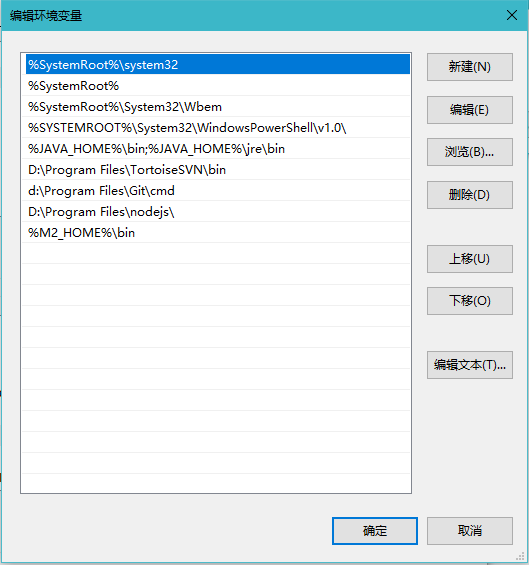 编辑环境变量
%SystemRoot%\system32
%SystemRoot%
%SystemRoot%\System32\Wbem
%SYSTEMROOT%\System32\WindowsPowerShell\v1.0\
%JAVA_HOME%\bin;%JAVA_HOME%\jre\bin
D:\Program Files\TortoiseSVN\bin
d:\Program Files\Git\cmd
D:\Program Files\nodejs\
%M2_HOME%\bin
新建(N)
编辑(E)
浏览(B)...
删除(D)
上移(U)
下移(O)
编辑文本(T)...
确定
取消